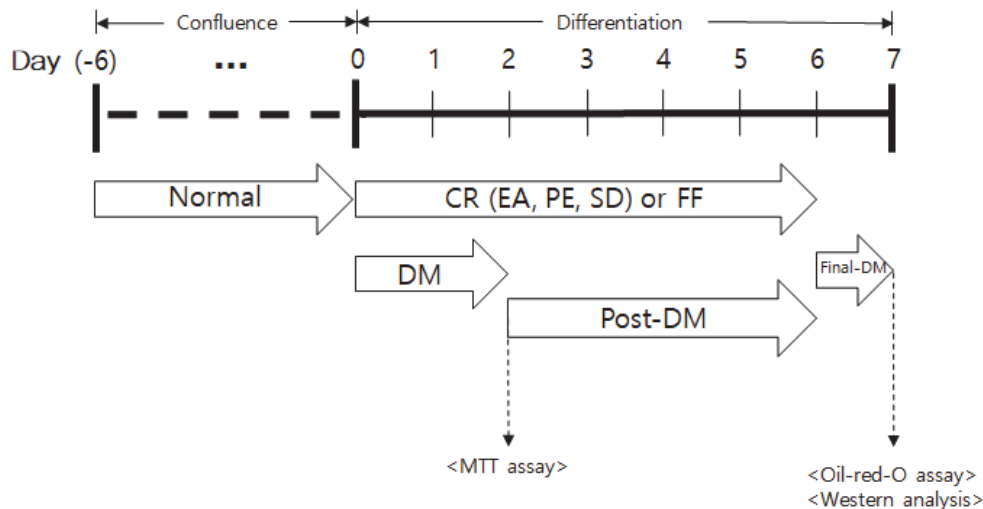 Confluence
Differentiation
Day (-6) ... 0 1 2 3 4 5 6 7
Normal
CR (EA, PE, SD) or FF
DM
Final-DM
Post-DM
<MTT assay>
<Oil-red-O assay>
<Western analysis>